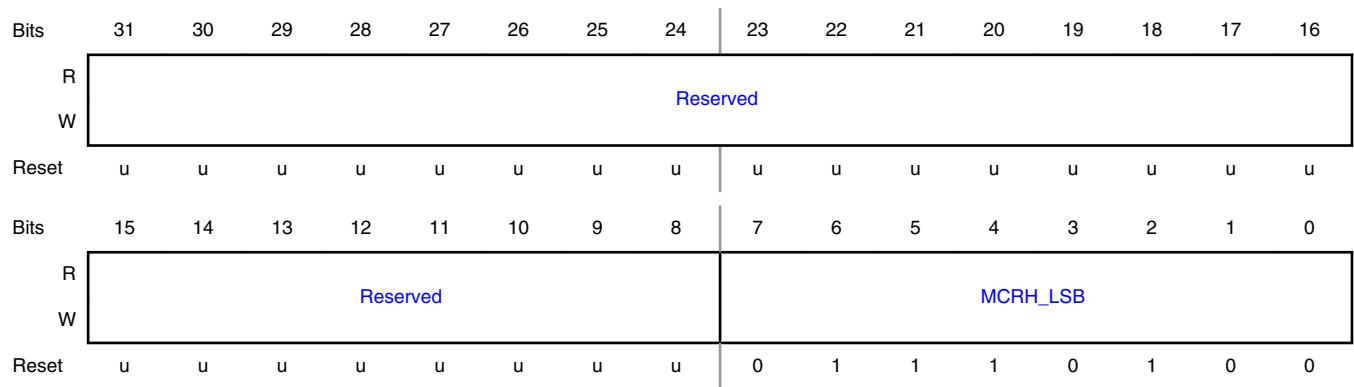 Bits 31 30 29 28 27 26 25 24 23 22 21 20 19 18 17 16
R
Reserved
W
Reset u u u u u u u u u u u u u u u u
Bits 15 14 13 12 11 10 9 8 7 6 5 4 3 2 1 0
R
Reserved MCRH_LSB
W
Reset u u u u u u u u 0 1 1 1 0 1 0 0